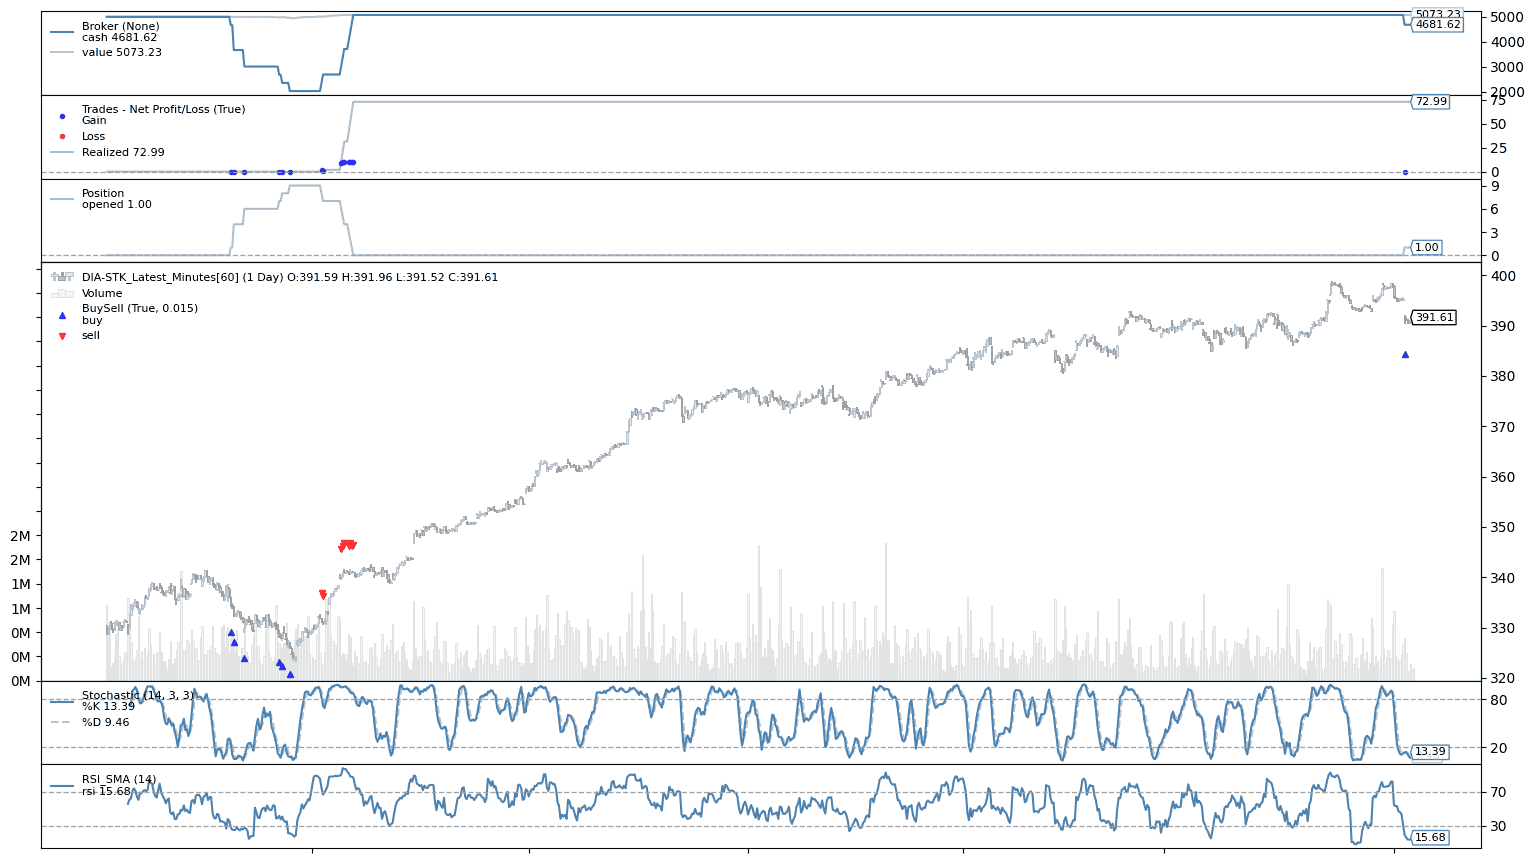 Broker (None)
cash 4681.62
value 5073.23
5073.23
4681.62
5000
4000
3000
2000
Trades - Net Profit/Loss (True)
Gain
Loss
Realized 72.99
72.99
75
50
25
0
Position
opened 1.00
1.00
9
6
3
0
DIA-STK_Latest_Minutes[60] (1 Day) O:391.59 H:391.96 L:391.52 C:391.61
Volume
BuySell (True, 0.015)
buy
sell
391.61
400
390
380
370
360
350
340
330
320
2M
2M
1M
1M
0M
0M
0M
Stochastic (14, 3, 3)
%K 13.39
%D 9.46
13.39
80
20
RSI_SMA (14)
rsi 15.68
15.68
70
30